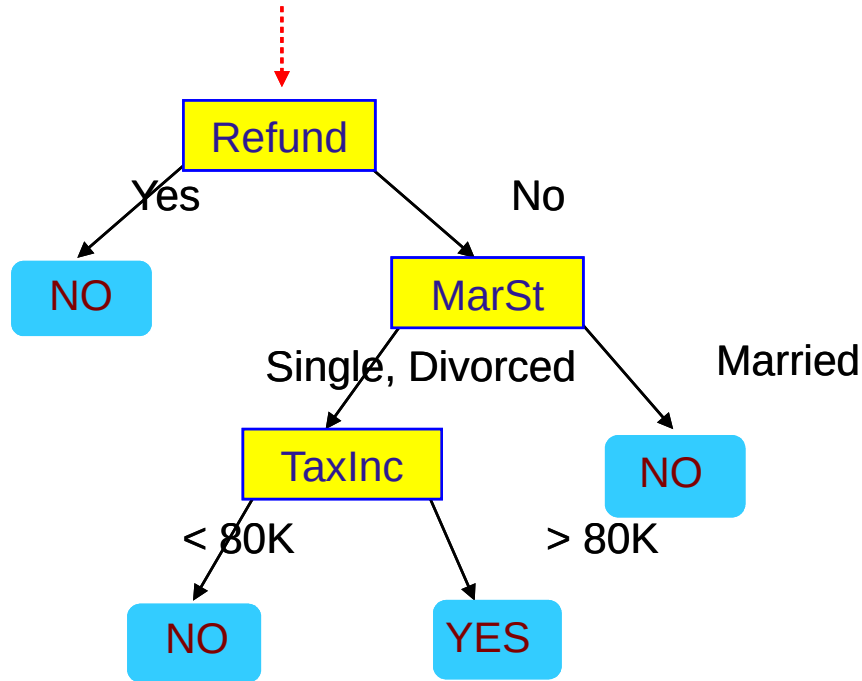 Refund
Yes
No
NO
MarSt
Single, Divorced
Married
TaxInc
NO
< 80K
> 80K
NO
YES